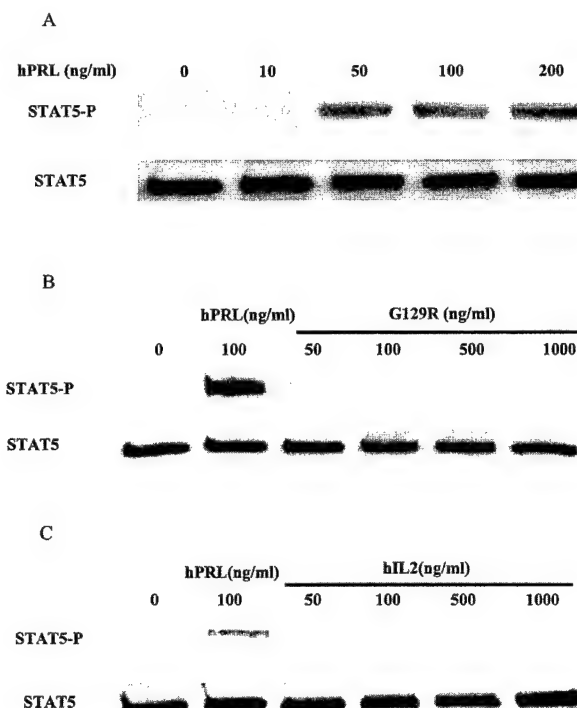 A
hPRL (ng/ml) 0 10 50 100 200
STAT5-P
STAT5
B
hPRL(ng/ml) G129R (ng/ml)
0 100 50 100 500 1000
STAT5-P
STAT5
C
hPRL(ng/ml) hIL2(ng/ml)
0 100 50 100 500 1000
STAT5-P
STAT5